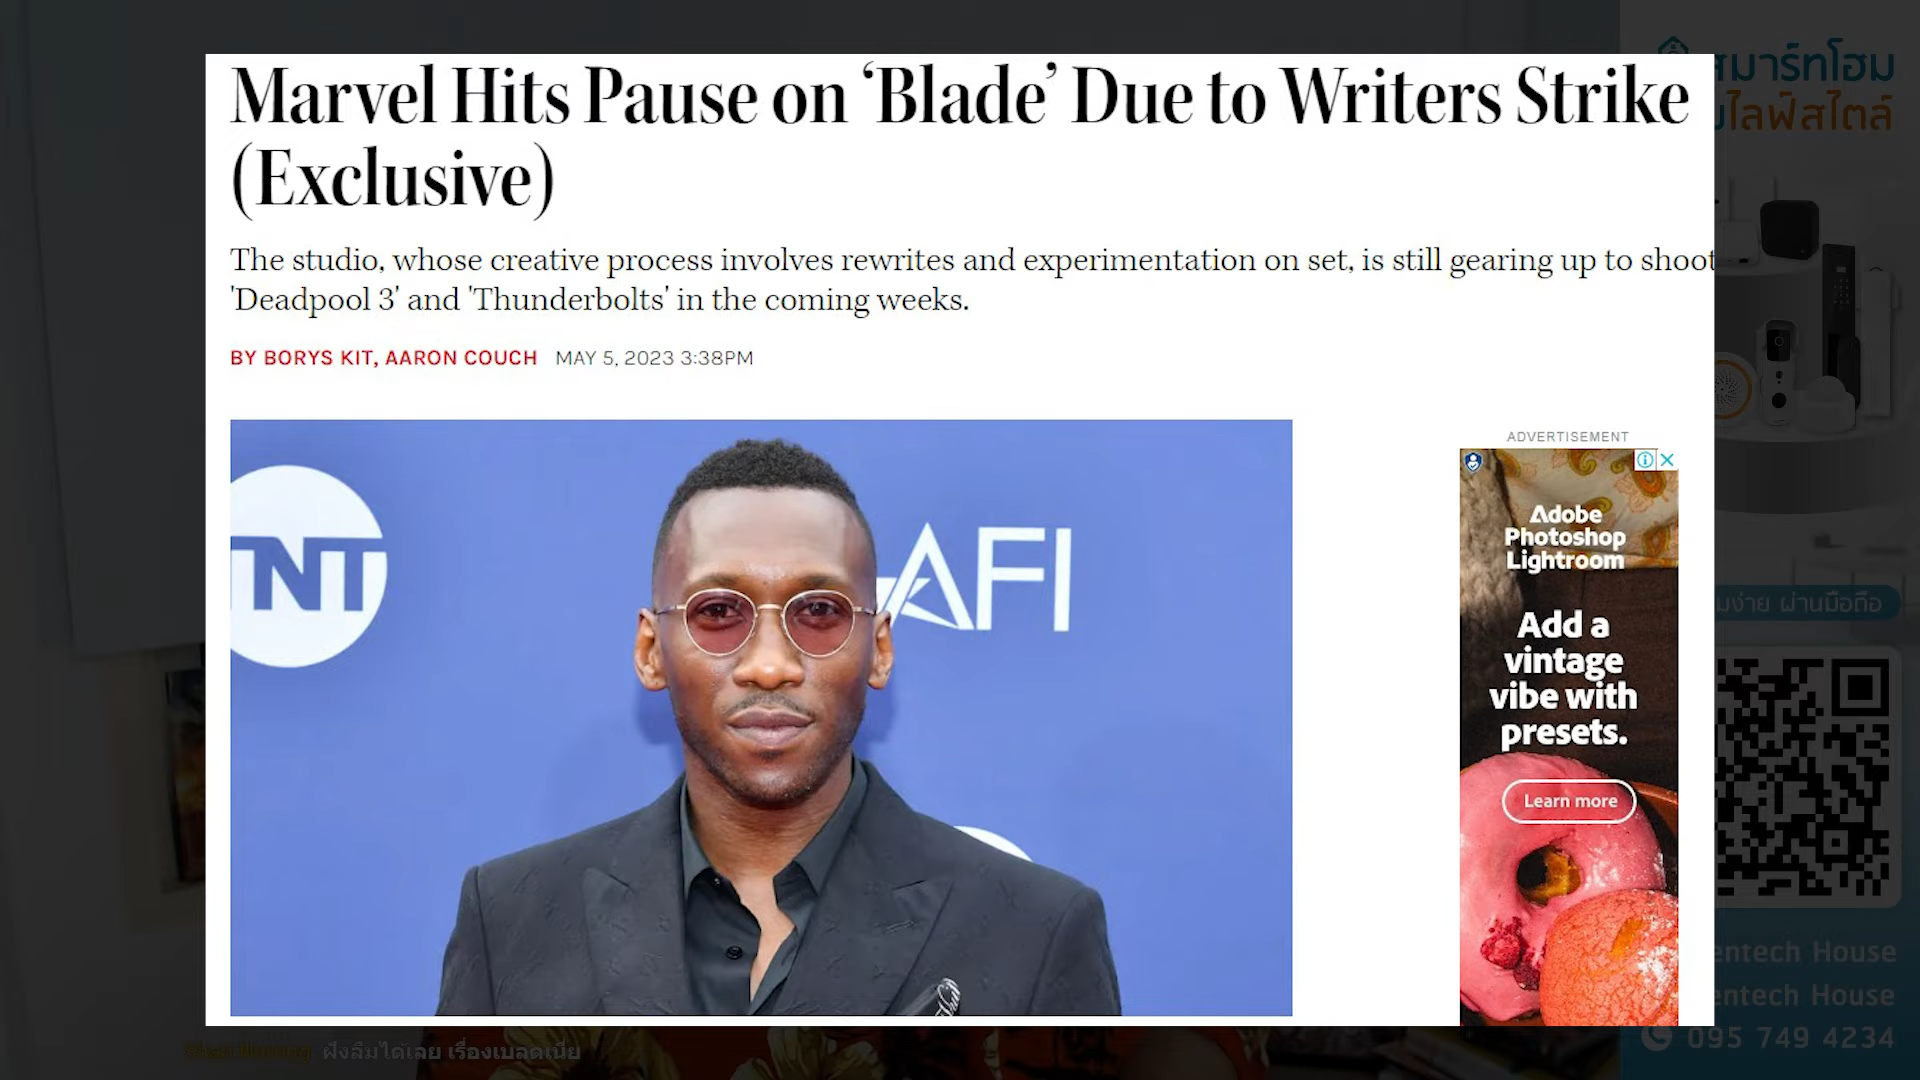 Marvel Hits Pause on ‘Blade’ Due to Writers Strike
(Exclusive)
The studio, whose creative process involves rewrites and experimentation on set, is still gearing up to shoot
'Deadpool 3' and 'Thunderbolts' in the coming weeks.
BY BORYS KIT, AARON COUCH MAY 5, 2023 3:38PM
TNT
AFI
ADVERTISEMENT
Adobe
Photoshop
Lightroom
Add a
vintage
vibe with
presets.
Learn more
สมาร์ทโฮม
ไลฟ์สไตล์
ง่าย ผ่านมือถือ
entech House
entech House
095 749 4234
ฝังลืมได้เลย เรื่องเบลดเนี่ย